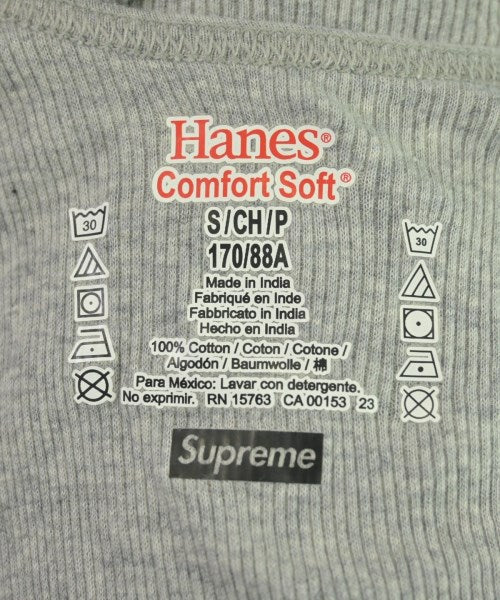 Hanes®
Comfort Soft®
S/CH/P
170/88A
Made in India
Fabriqué en Inde
Fabbricato in India
Hecho en India
100% Cotton / Coton / Cotone /
Algodón / Baumwolle / 棉
Para México: Lavar con detergente.
No exprimir. RN 15763 CA 00153 23
30
30
Supreme